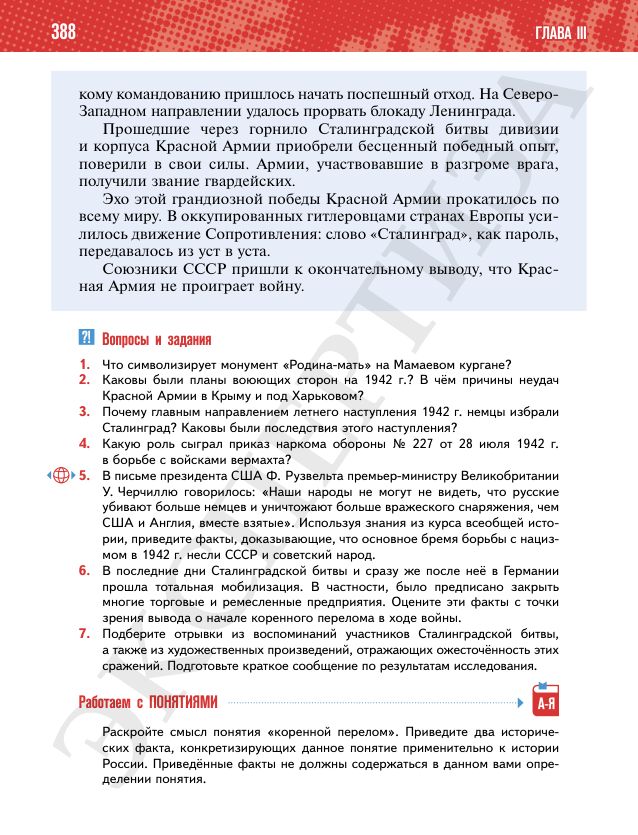 388
ГЛАВА III
кому командованию пришлось начать поспешный отход. На Северо-
Западном направлении удалось прорвать блокаду Ленинграда.
Прошедшие через горнило Сталинградской битвы дивизии
и корпуса Красной Армии приобрели бесценный победный опыт,
поверили в свои силы. Армии, участвовавшие в разгроме врага,
получили звание гвардейских.
Эхо этой грандиозной победы Красной Армии прокатилось по
всему миру. В оккупированных гитлеровцами странах Европы уси-
лилось движение Сопротивления: слово «Сталинград», как пароль,
передавалось из уст в уста.
Союзники СССР пришли к окончательному выводу, что Крас-
ная Армия не проиграет войну.
?! Вопросы и задания
1. Что символизирует монумент «Родина-мать» на Мамаевом кургане?
2. Каковы были планы воюющих сторон на 1942 г.? В чём причины неудач
Красной Армии в Крыму и под Харьковом?
3. Почему главным направлением летнего наступления 1942 г. немцы избрали
Сталинград? Каковы были последствия этого наступления?
4. Какую роль сыграл приказ наркома обороны № 227 от 28 июля 1942 г.
в борьбе с войсками вермахта?
5. В письме президента США Ф. Рузвельта премьер-министру Великобритании
У. Черчиллю говорилось: «Наши народы не могут не видеть, что русские
убивают больше немцев и уничтожают больше вражеского снаряжения, чем
США и Англия, вместе взятые». Используя знания из курса всеобщей исто-
рии, приведите факты, доказывающие, что основное бремя борьбы с нациз-
мом в 1942 г. несли СССР и советский народ.
6. В последние дни Сталинградской битвы и сразу же после неё в Германии
прошла тотальная мобилизация. В частности, было предписано закрыть
многие торговые и ремесленные предприятия. Оцените эти факты с точки
зрения вывода о начале коренного перелома в ходе войны.
7. Подберите отрывки из воспоминаний участников Сталинградской битвы,
а также из художественных произведений, отражающих ожесточённость этих
сражений. Подготовьте краткое сообщение по результатам исследования.
Работаем с ПОНЯТИЯМИ
А-Я
Раскройте смысл понятия «коренной перелом». Приведите два историче-
ских факта, конкретизирующих данное понятие применительно к истории
России. Приведённые факты не должны содержаться в данном вами опре-
делении понятия.
ЭКСПЕРТИЗА